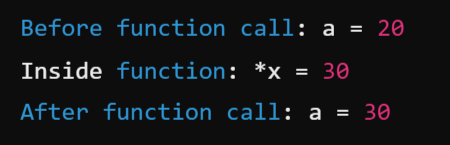 Before function call: a = 20
Inside function: *x = 30
After function call: a = 30